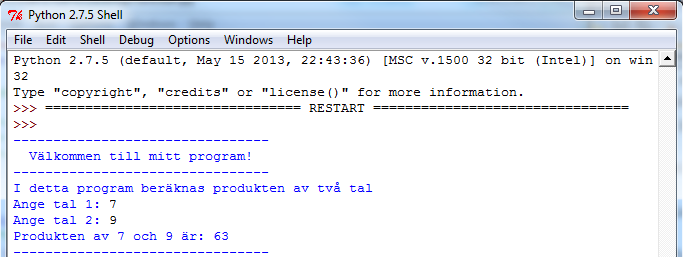 Python 2.7.5 Shell
File Edit Shell Debug Options Windows Help
Python 2.7.5 (default, May 15 2013, 22:43:36) [MSC v.1500 32 bit (Intel)] on win
32
Type "copyright", "credits" or "license()" for more information.
>>> ================================ RESTART ================================
>>>
--------------------------------
  Välkommen till mitt program!
--------------------------------
I detta program beräknas produkten av två tal
Ange tal 1: 7
Ange tal 2: 9
Produkten av 7 och 9 är: 63
--------------------------------